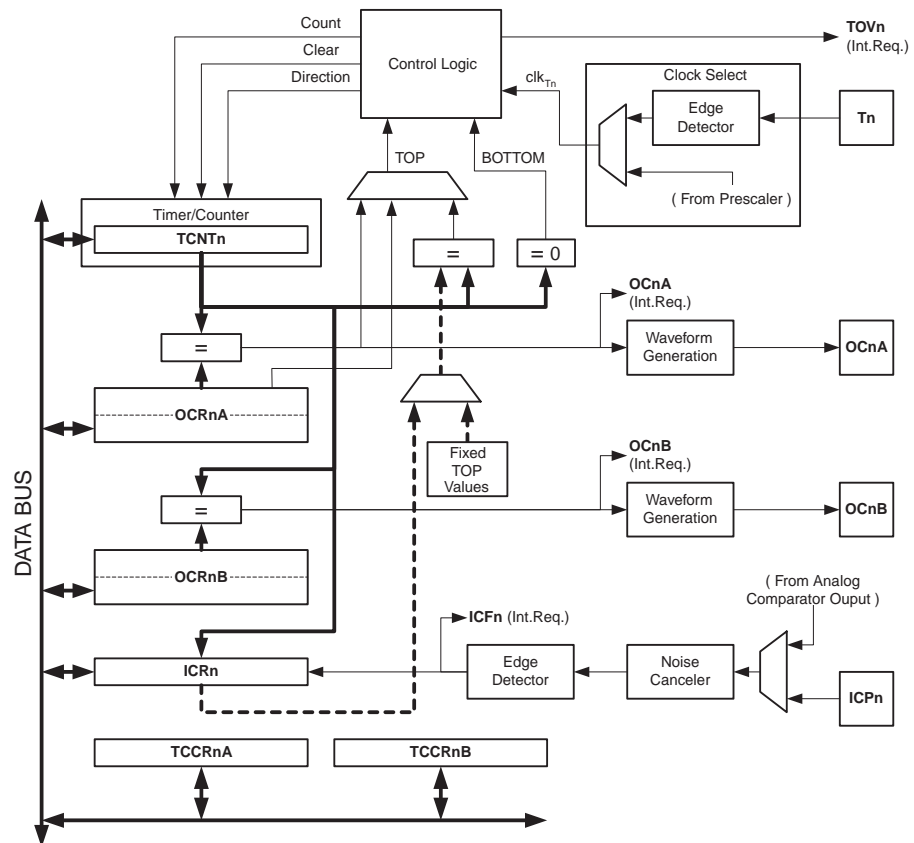 Count
Clear
Direction
Control Logic
TOVn
(Int.Req.)
clkTn
Clock Select
Edge
Detector
Tn
( From Prescaler )
TOP
BOTTOM
Timer/Counter
TCNTn
=
= 0
OCnA
(Int.Req.)
=
Waveform
Generation
OCnA
OCRnA
Fixed
TOP
Values
OCnB
(Int.Req.)
=
Waveform
Generation
OCnB
DATA BUS
OCRnB
( From Analog
Comparator Ouput )
ICFn (Int.Req.)
ICRn
Edge
Detector
Noise
Canceler
ICPn
TCCRnA
TCCRnB